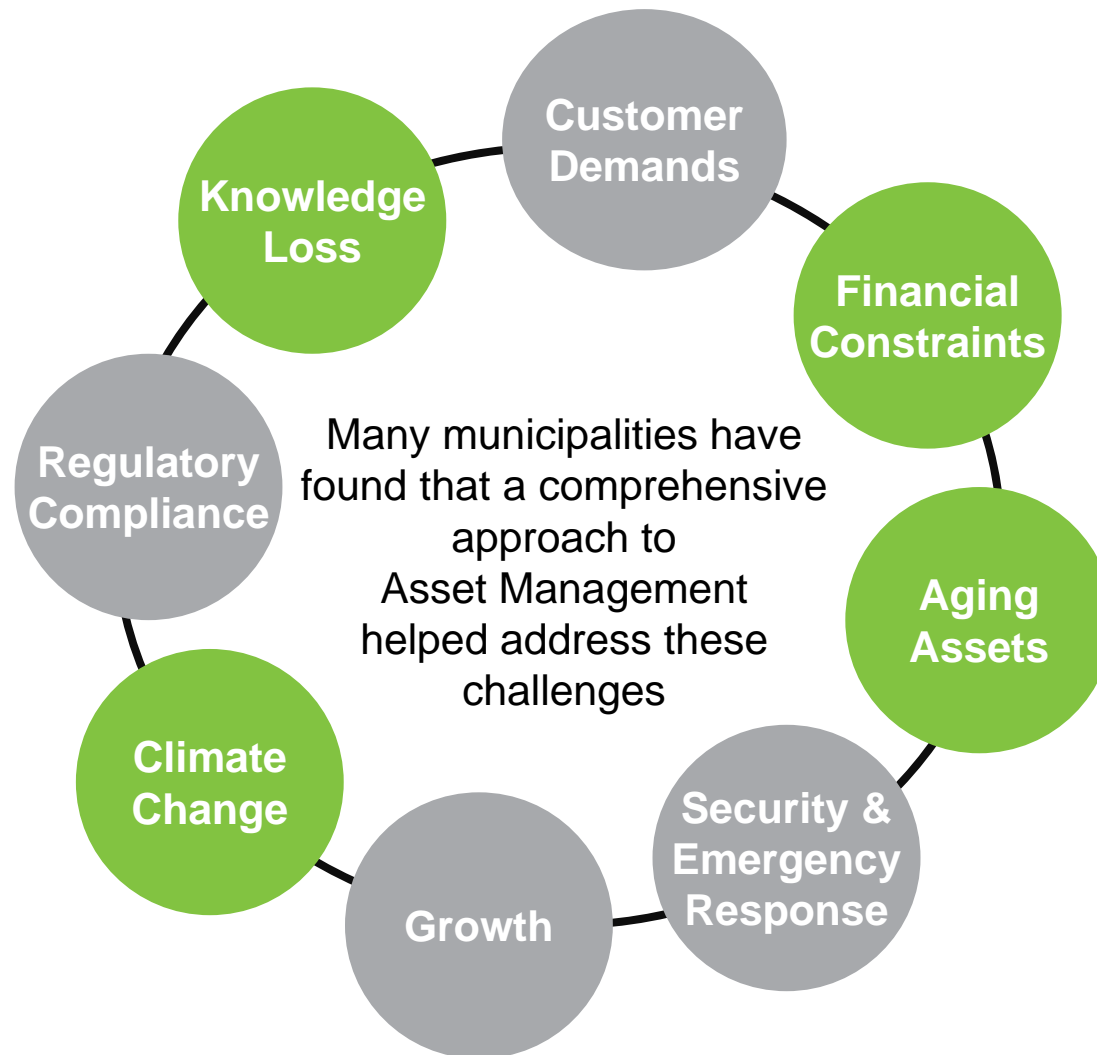 Customer
Demands
Knowledge
Loss
Financial
Constraints
Regulatory
Compliance
Many municipalities have
found that a comprehensive
approach to
Asset Management
helped address these
challenges
Aging
Assets
Climate
Change
Security &
Emergency
Response
Growth